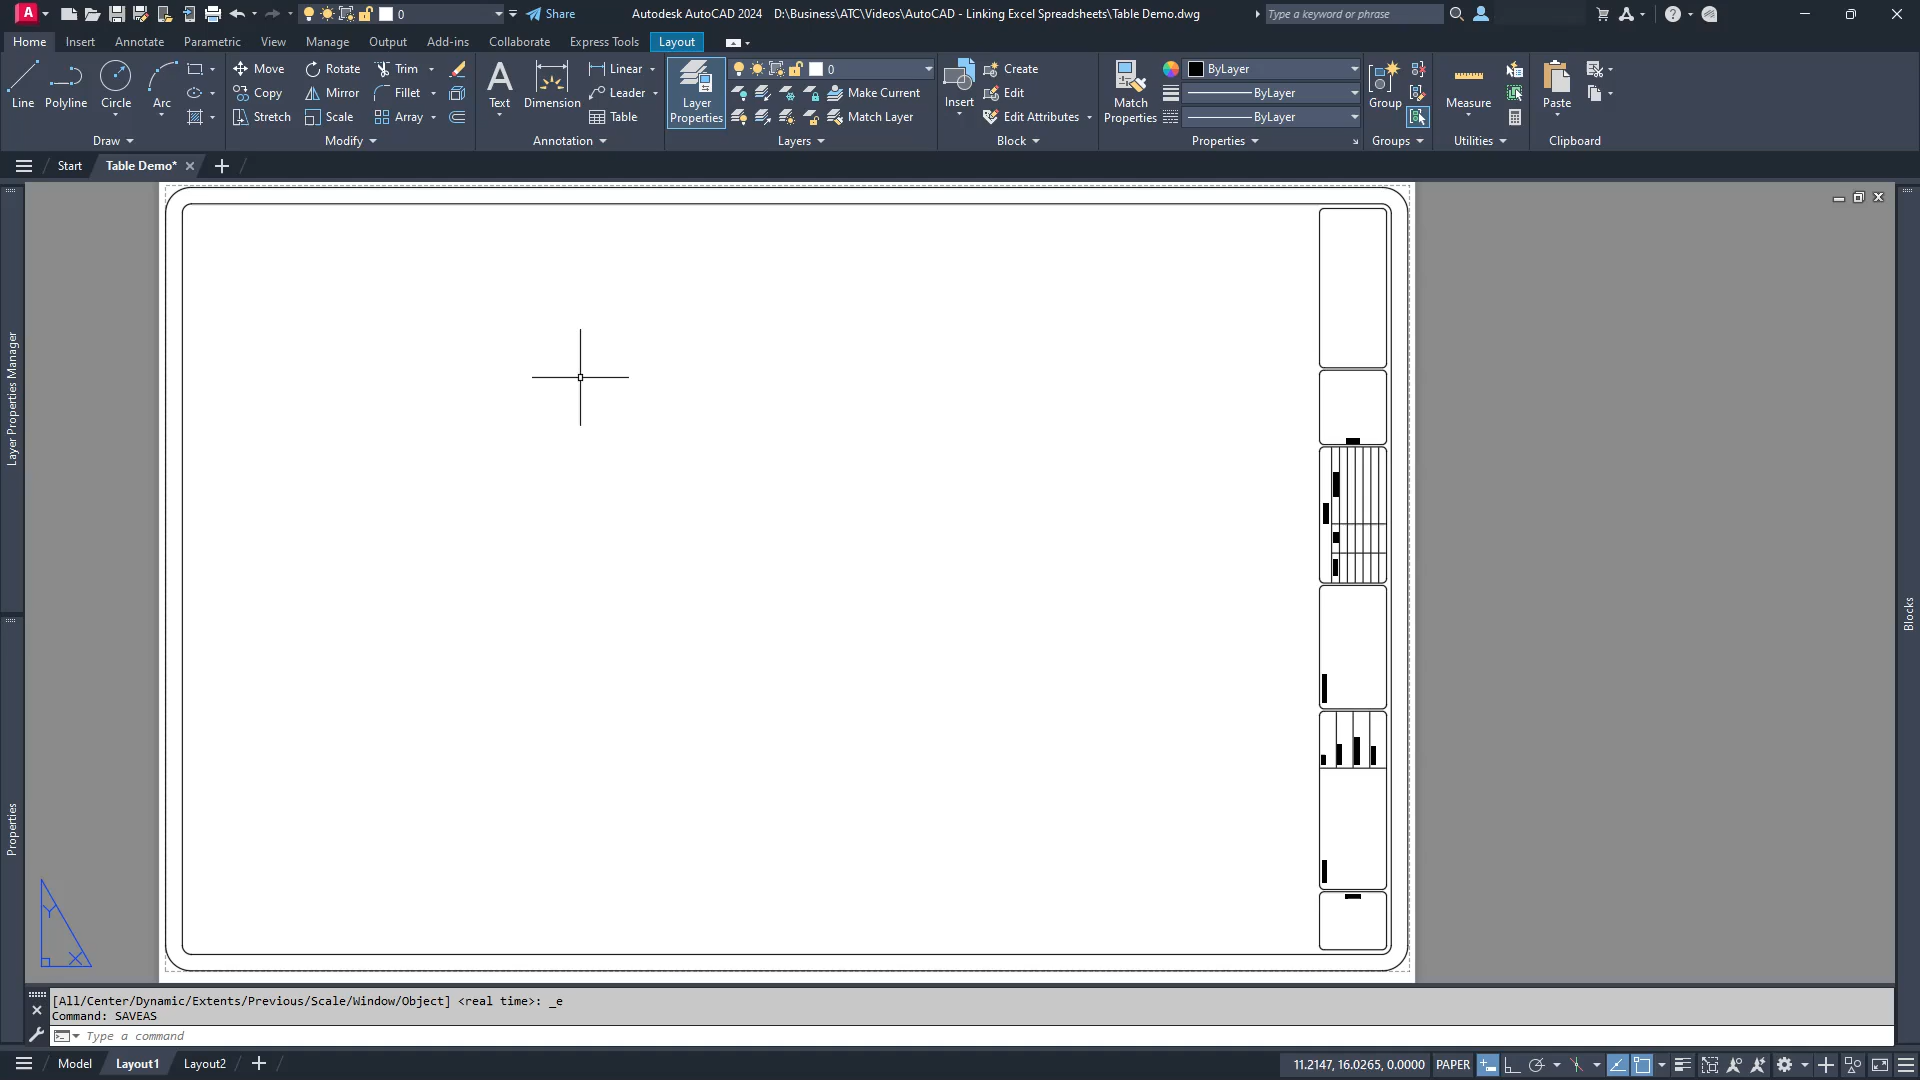 A 0 Share Autodesk AutoCAD 2024 D:\Business\ATC\Videos\AutoCAD - Linking Excel Spreadsheets\Table Demo.dwg Type a keyword or phrase
Home Insert Annotate Parametric View Manage Output Add-ins Collaborate Express Tools Layout
Line Polyline Circle Arc
Move Rotate Trim
Copy Mirror Fillet
Stretch Scale Array
Text Dimension
Linear
Leader
Table
Layer
Properties
0
Make Current
Match Layer
Insert
Create
Edit
Edit Attributes
Match
Properties
ByLayer
ByLayer
ByLayer
Group Measure Paste
Draw Modify Annotation Layers Block Properties Groups Utilities Clipboard
Start Table Demo*
Layer Properties Manager
Properties
Blocks
Y
X
[All/Center/Dynamic/Extents/Previous/Scale/Window/Object] <real time>: _e
Command: SAVEAS
Type a command
Model Layout1 Layout2 11.2147, 16.0265, 0.0000 PAPER